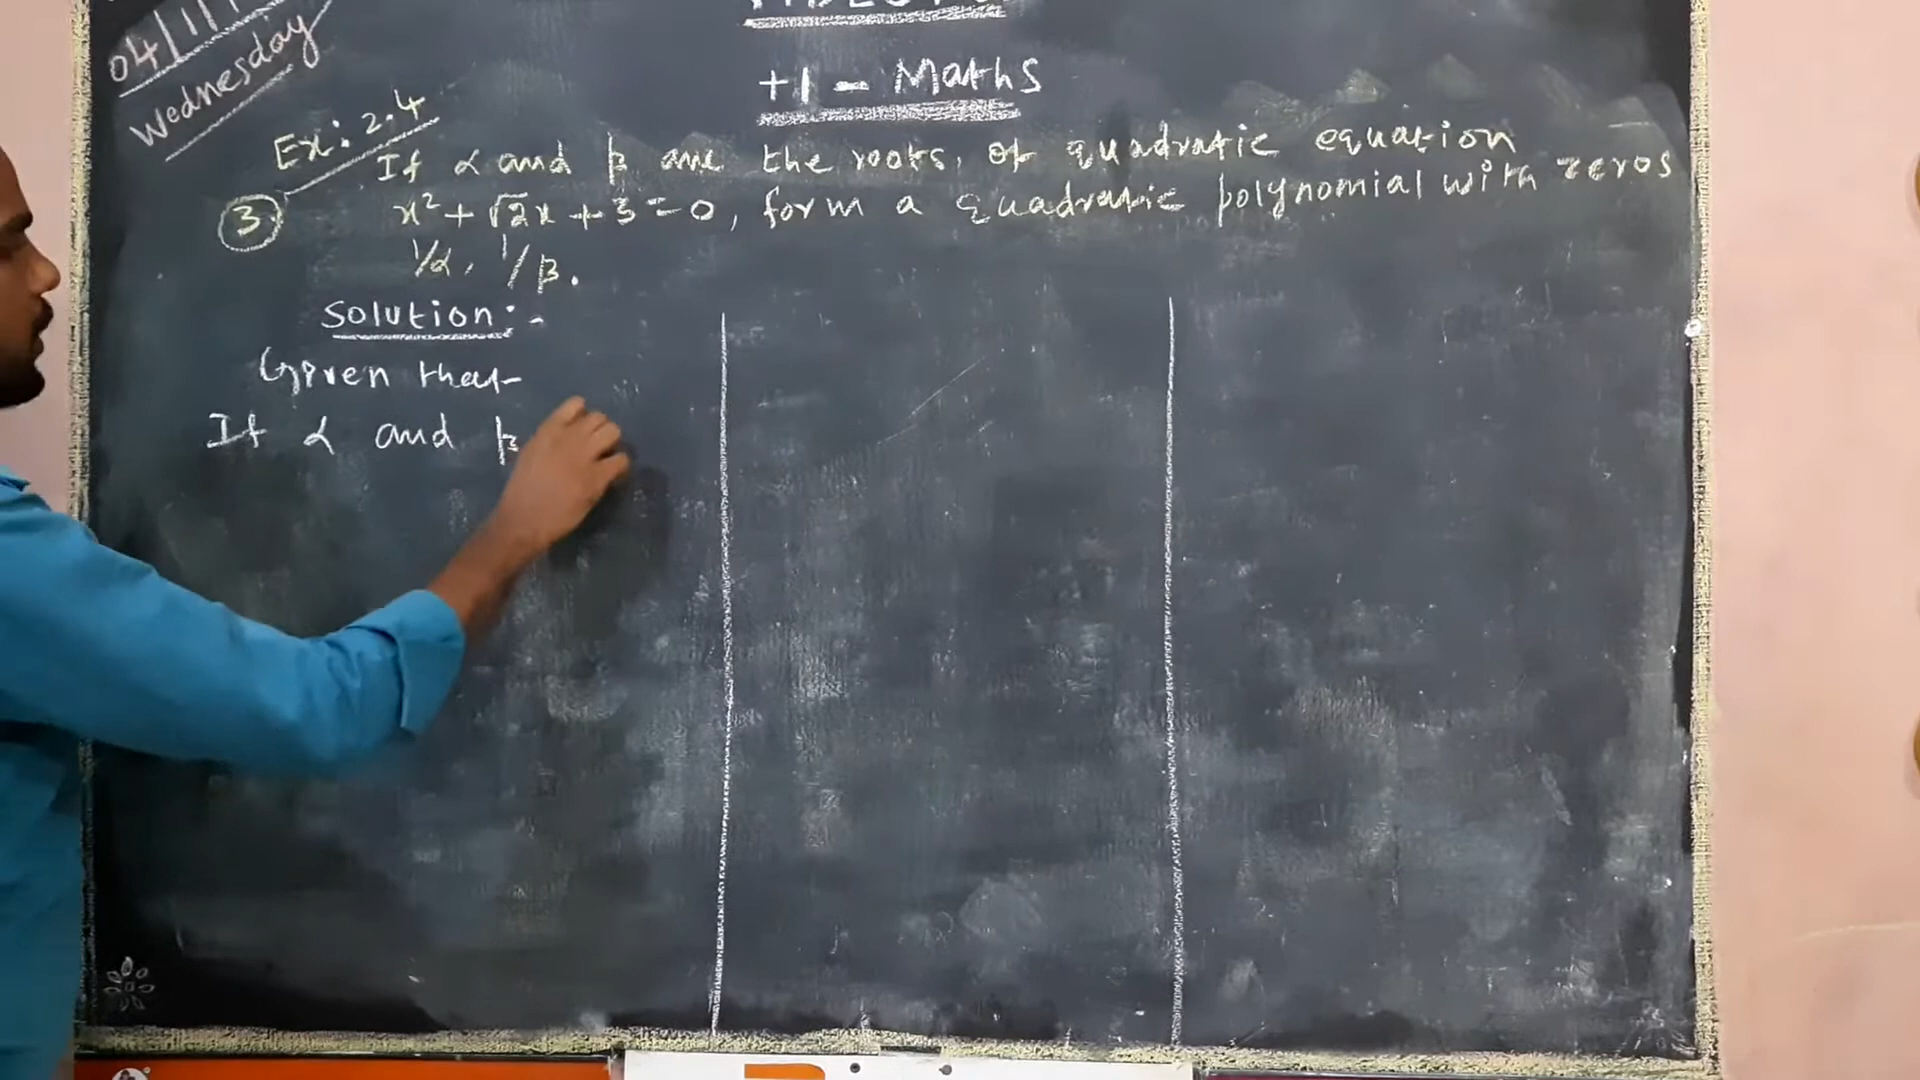 04/11/
Wednesday
+1 - Maths
Ex: 2.4
If α and β are the roots of quadratic equation
③ x² + √2x + 3 = 0, form a quadratic polynomial with zeros
1/α, 1/β.
Solution:-
Given that
If α and β